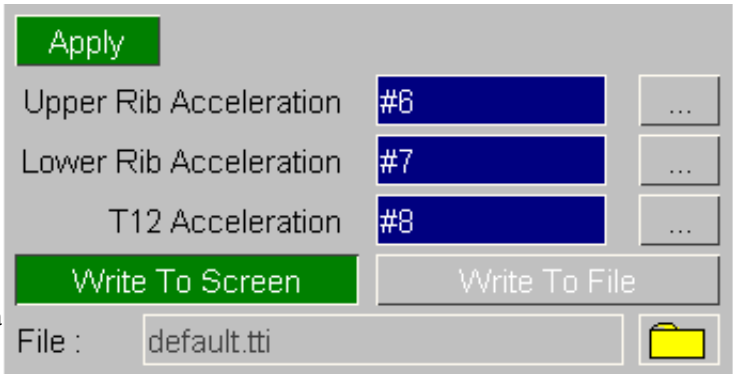 Apply
Upper Rib Acceleration #6 ...
Lower Rib Acceleration #7 ...
T12 Acceleration #8 ...
Write To Screen Write To File
File : default.tti